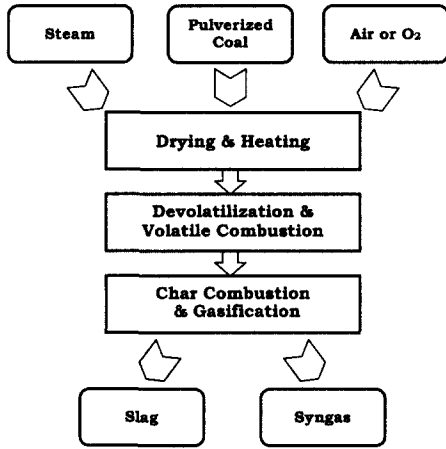 Steam
Pulverized
Coal
Air or O₂
Drying & Heating
Devolatilization &
Volatile Combustion
Char Combustion
& Gasification
Slag
Syngas